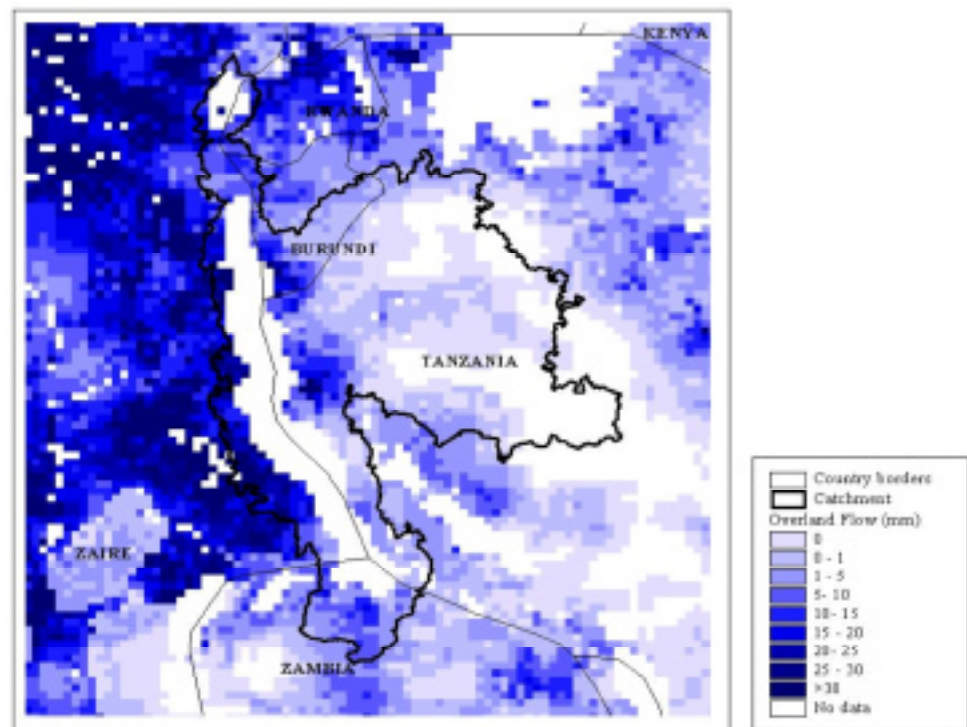 KENYA
RWANDA
BURUNDI
TANZANIA
ZAIRE
ZAMBIA
Country borders
Catchment
Overland Flow (mm)
0
0 - 1
1 - 5
5- 10
10- 15
15 - 20
20- 25
25 - 30
>30
No data